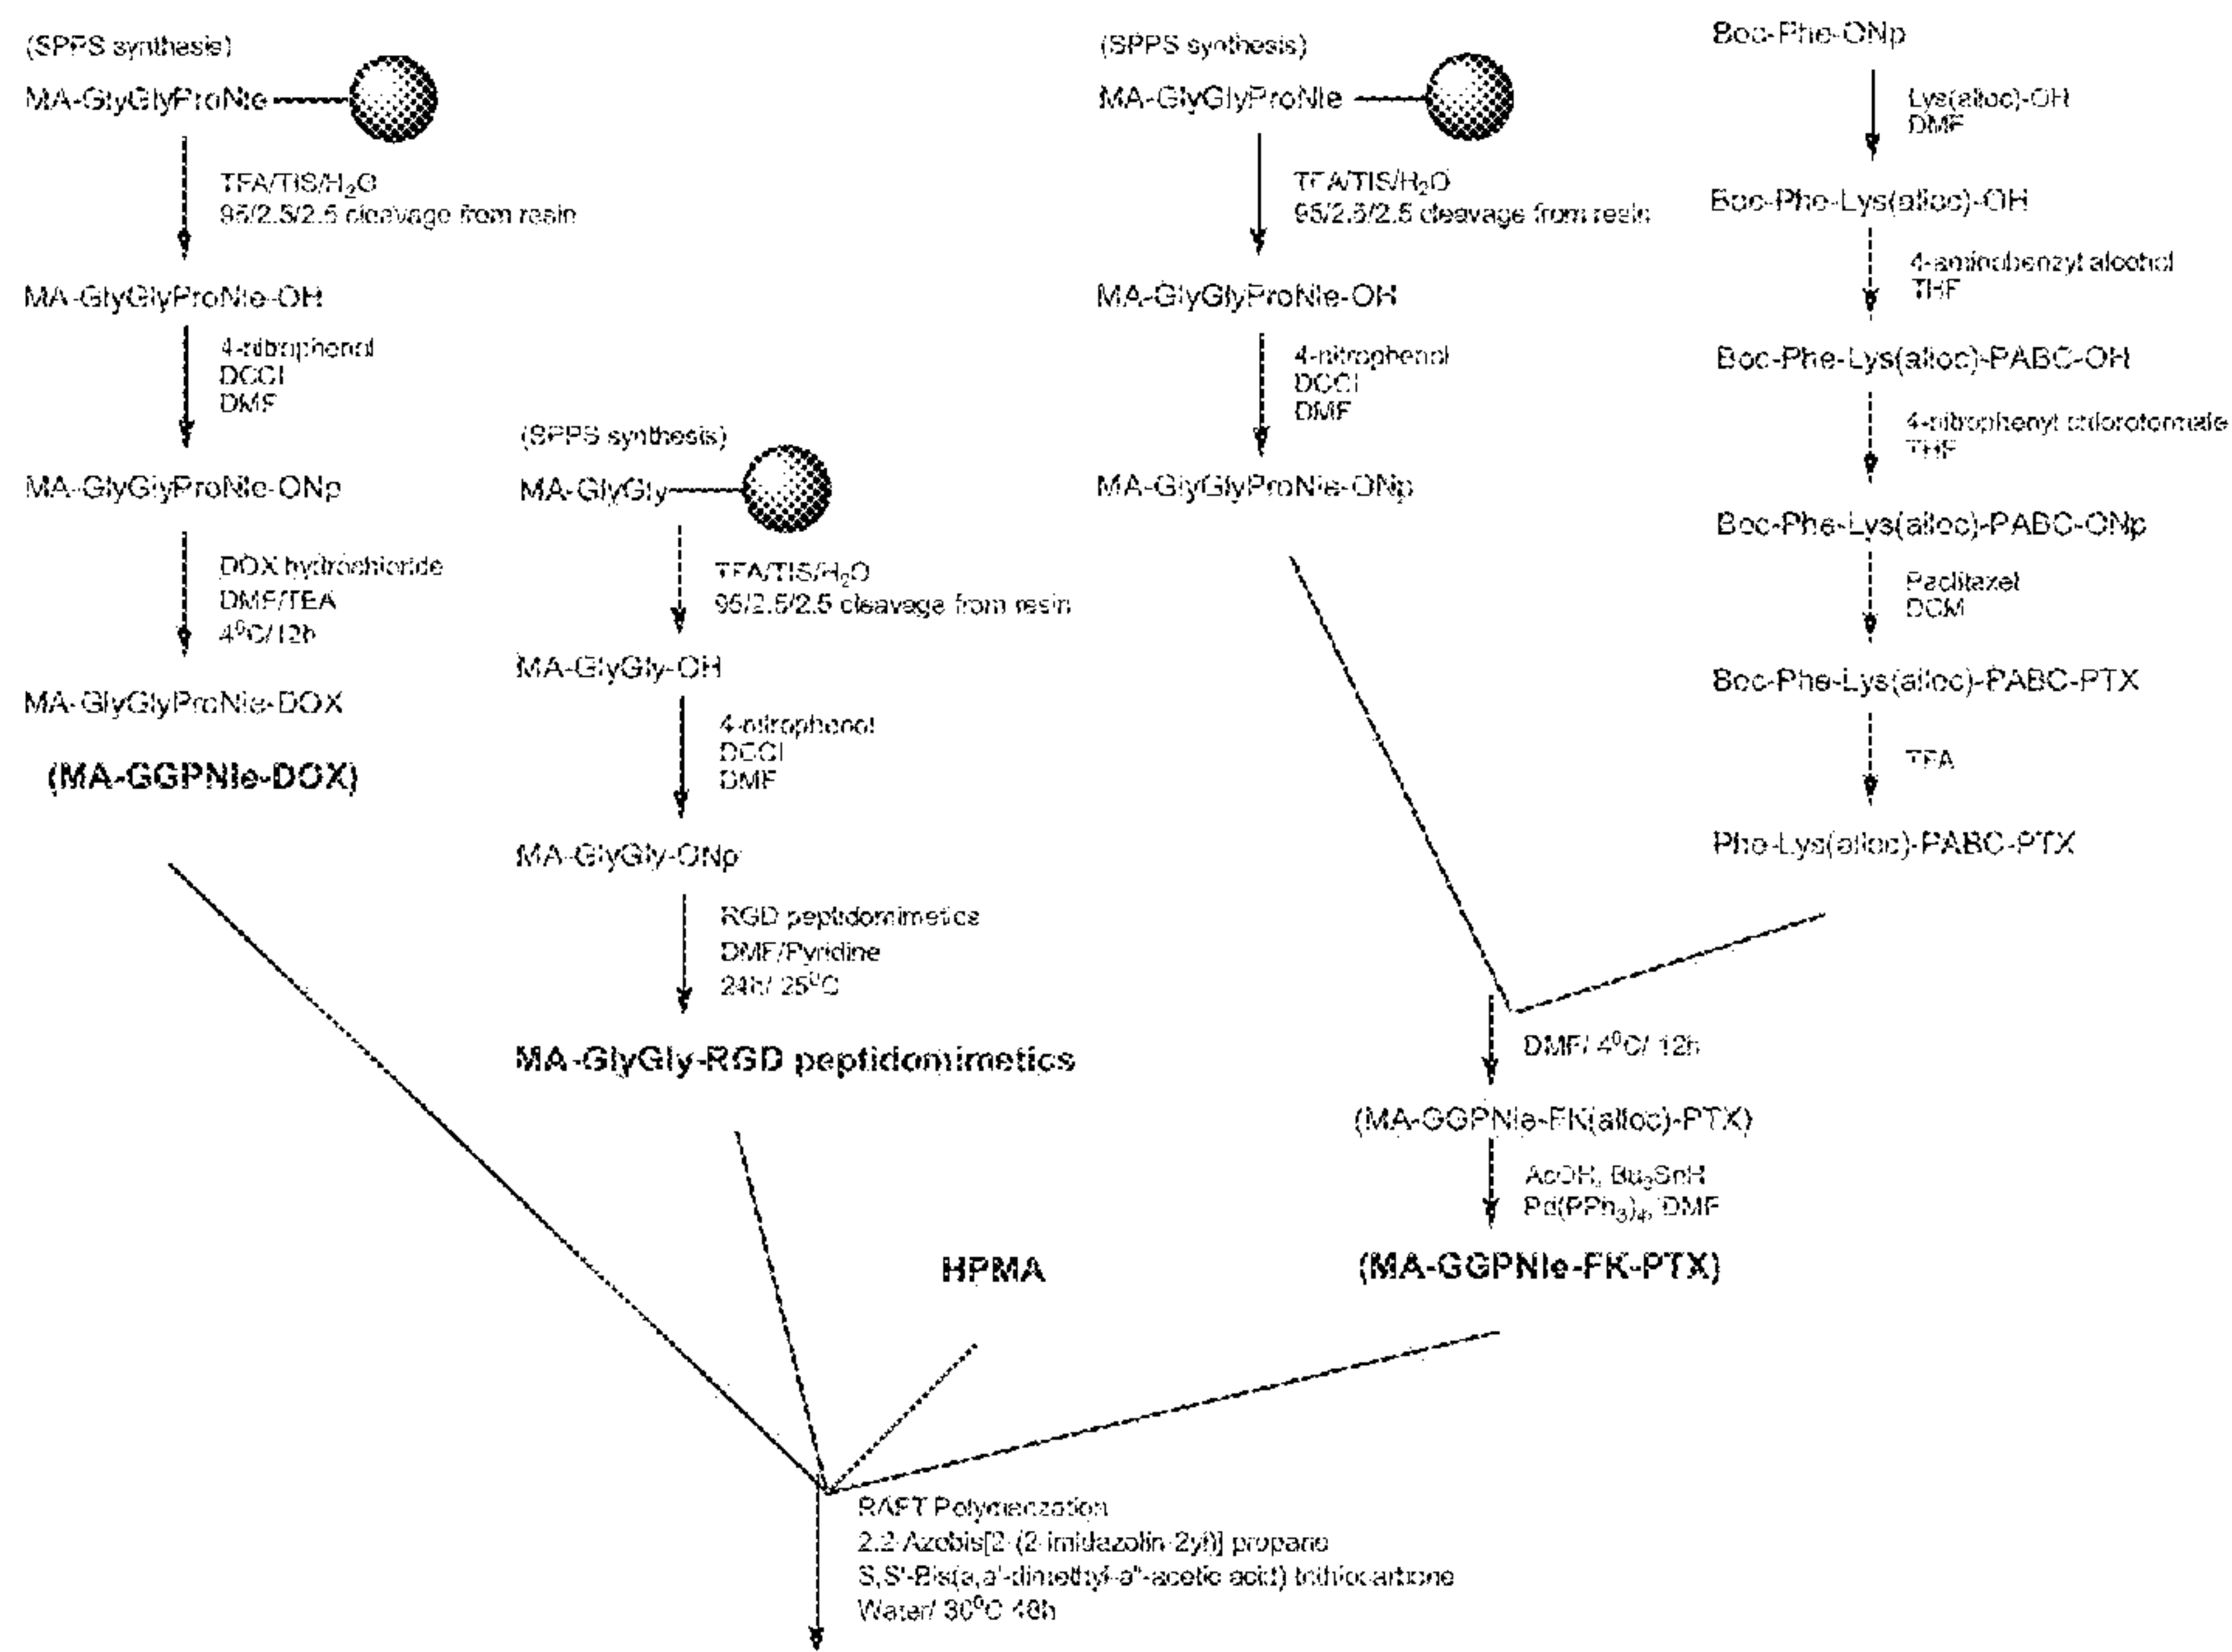 (SPPS synthesis)
MA-GlyGlyProNle
TFA/TIS/H₂O
95/2.5/2.5 cleavage from resin
MA-GlyGlyProNle-OH
4-nitrophenol
DCCI
DMF
MA-GlyGlyProNle-ONp
DOX hydrochloride
DMF/TEA
4⁰C/12h
MA-GlyGlyProNle-DOX
(MA-GGPNle-DOX)
(SPPS synthesis)
MA-GlyGly
TFA/TIS/H₂O
95/2.5/2.5 cleavage from resin
MA-GlyGly-OH
4-nitrophenol
DCCI
DMF
MA-GlyGly-ONp
RGD peptidomimetics
DMF/Pyridine
24h/ 25⁰C
MA-GlyGly-RGD peptidomimetics
(SPPS synthesis)
MA-GlyGlyProNle
TFA/TIS/H₂O
95/2.5/2.5 cleavage from resin
MA-GlyGlyProNle-OH
4-nitrophenol
DCCI
DMF
MA-GlyGlyProNle-ONp
Boc-Phe-ONp
Lys(alloc)-OH
DMF
Boc-Phe-Lys(alloc)-OH
4-aminobenzyl alcohol
THF
Boc-Phe-Lys(alloc)-PABC-OH
4-nitrophenyl chloroformate
THF
Boc-Phe-Lys(alloc)-PABC-ONp
Paclitaxel
DCM
Boc-Phe-Lys(alloc)-PABC-PTX
TFA
Phe-Lys(alloc)-PABC-PTX
DMF/ 4⁰C/ 12h
(MA-GGPNle-FK(alloc)-PTX)
AcOH, Bu₃SnH
Pd(PPh₃)₄, DMF
(MA-GGPNle-FK-PTX)
HPMA
RAFT Polymerization
2.2-Azobis[2-(2-imidazolin-2yl)] propane
S,S'-Bis(a,a'-dimethyl-a"-acetic acid) trithiocarbone
Water/ 30⁰C 48h